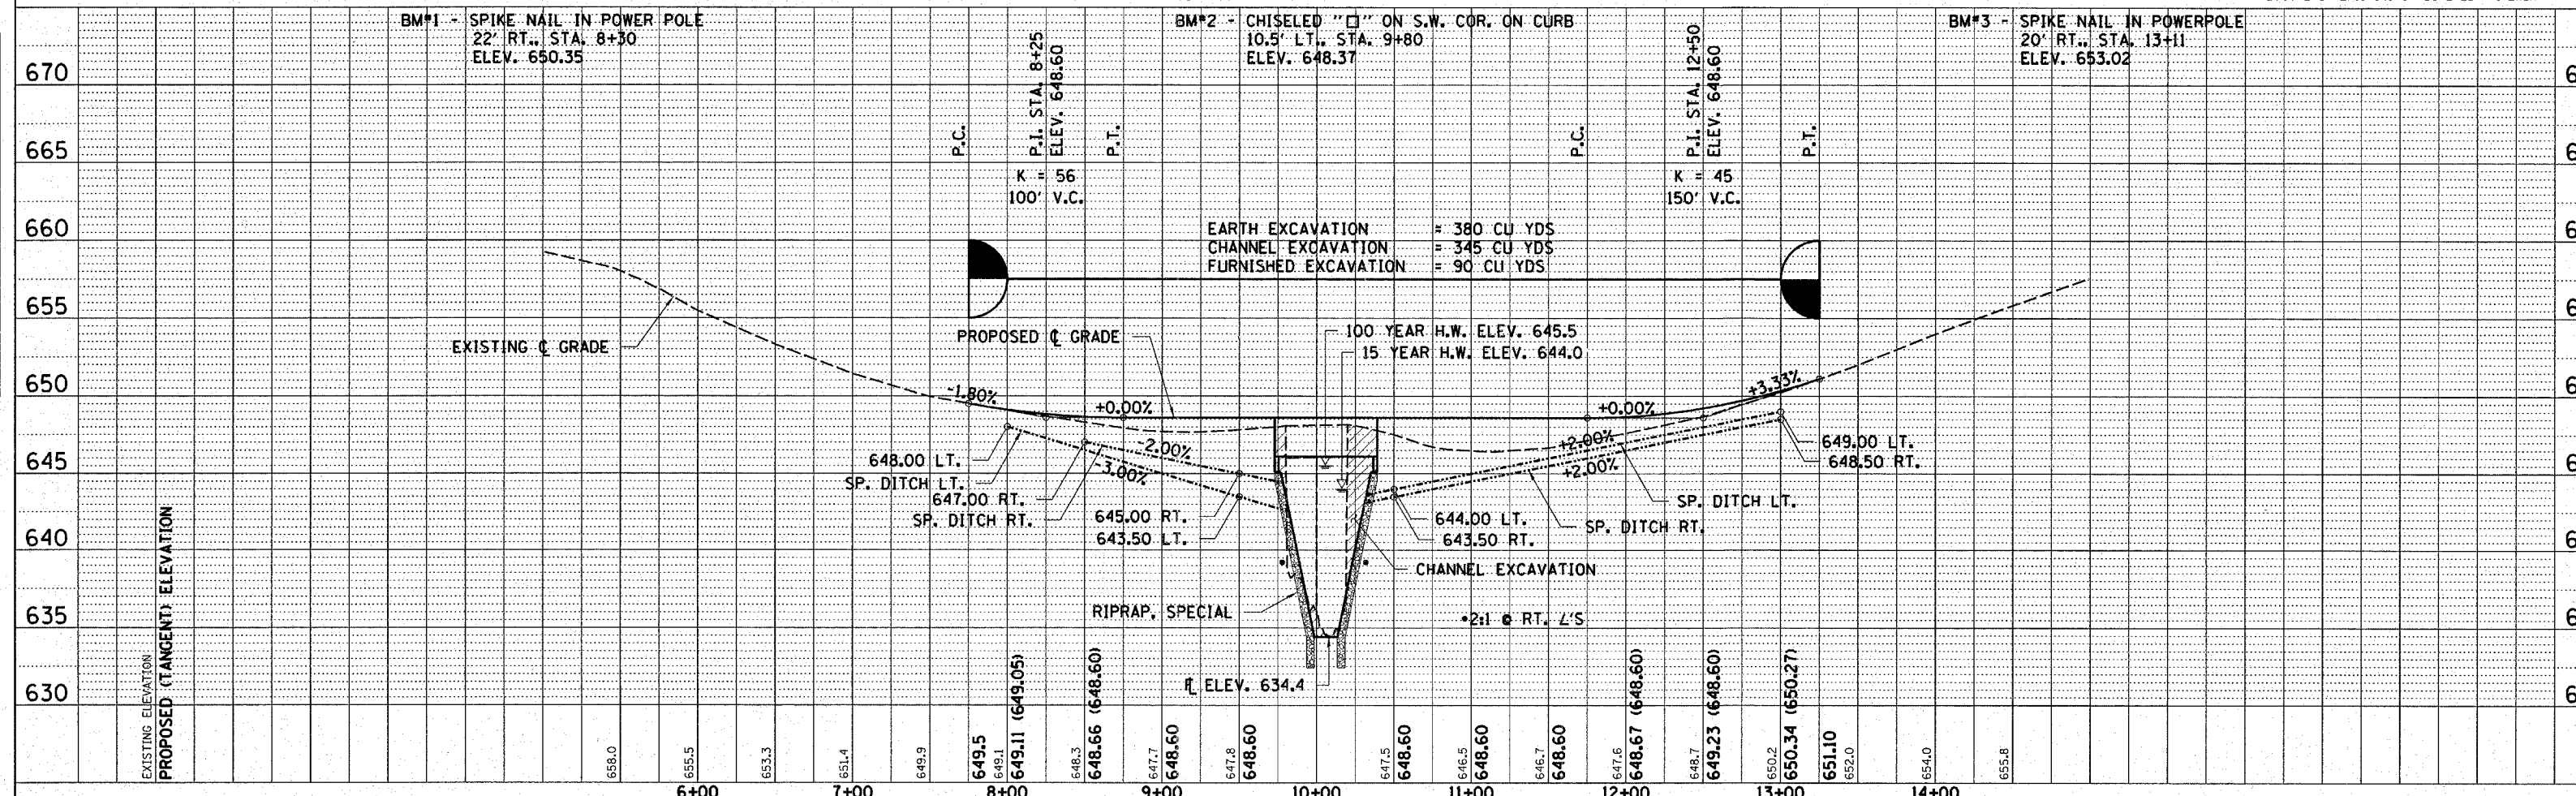 BM#1 - SPIKE NAIL IN POWER POLE
22' RT., STA. 8+30
ELEV. 650.35
BM#2 - CHISELED "□" ON S.W. COR. ON CURB
10.5' LT., STA. 9+80
ELEV. 648.37
BM#3 - SPIKE NAIL IN POWERPOLE
20' RT., STA. 13+11
ELEV. 653.02
P.C.
P.I. STA. 8+25
ELEV. 648.60
P.T.
K = 56
100' V.C.
P.C.
P.I. STA. 12+50
ELEV. 648.60
P.T.
K = 45
150' V.C.
670
665
660
655
650
645
640
635
630
EARTH EXCAVATION = 380 CU YDS
CHANNEL EXCAVATION = 345 CU YDS
FURNISHED EXCAVATION = 90 CU YDS
EXISTING ℄ GRADE
PROPOSED ℄ GRADE
100 YEAR H.W. ELEV. 645.5
15 YEAR H.W. ELEV. 644.0
-1.80%
+0.00%
+0.00%
+3.33%
-2.00%
-3.00%
+2.00%
+2.00%
648.00 LT.
SP. DITCH LT.
647.00 RT.
SP. DITCH RT.
645.00 RT.
643.50 LT.
649.00 LT.
648.50 RT.
SP. DITCH LT.
SP. DITCH RT.
644.00 LT.
643.50 RT.
CHANNEL EXCAVATION
RIPRAP, SPECIAL
•2:1 @ RT. ∠'S
ELEV. 634.4
EXISTING ELEVATION
PROPOSED (TANGENT) ELEVATION
658.0
655.5
653.3
651.4
649.9
649.5
649.1
649.11 (649.05)
648.3
648.66 (648.60)
647.7
648.60
647.8
648.60
647.5
648.60
646.5
648.60
646.7
648.60
647.6
648.67 (648.60)
648.7
649.23 (648.60)
650.2
650.34 (650.27)
651.10
652.0
654.0
655.8
6+00 7+00 8+00 9+00 10+00 11+00 12+00 13+00 14+00